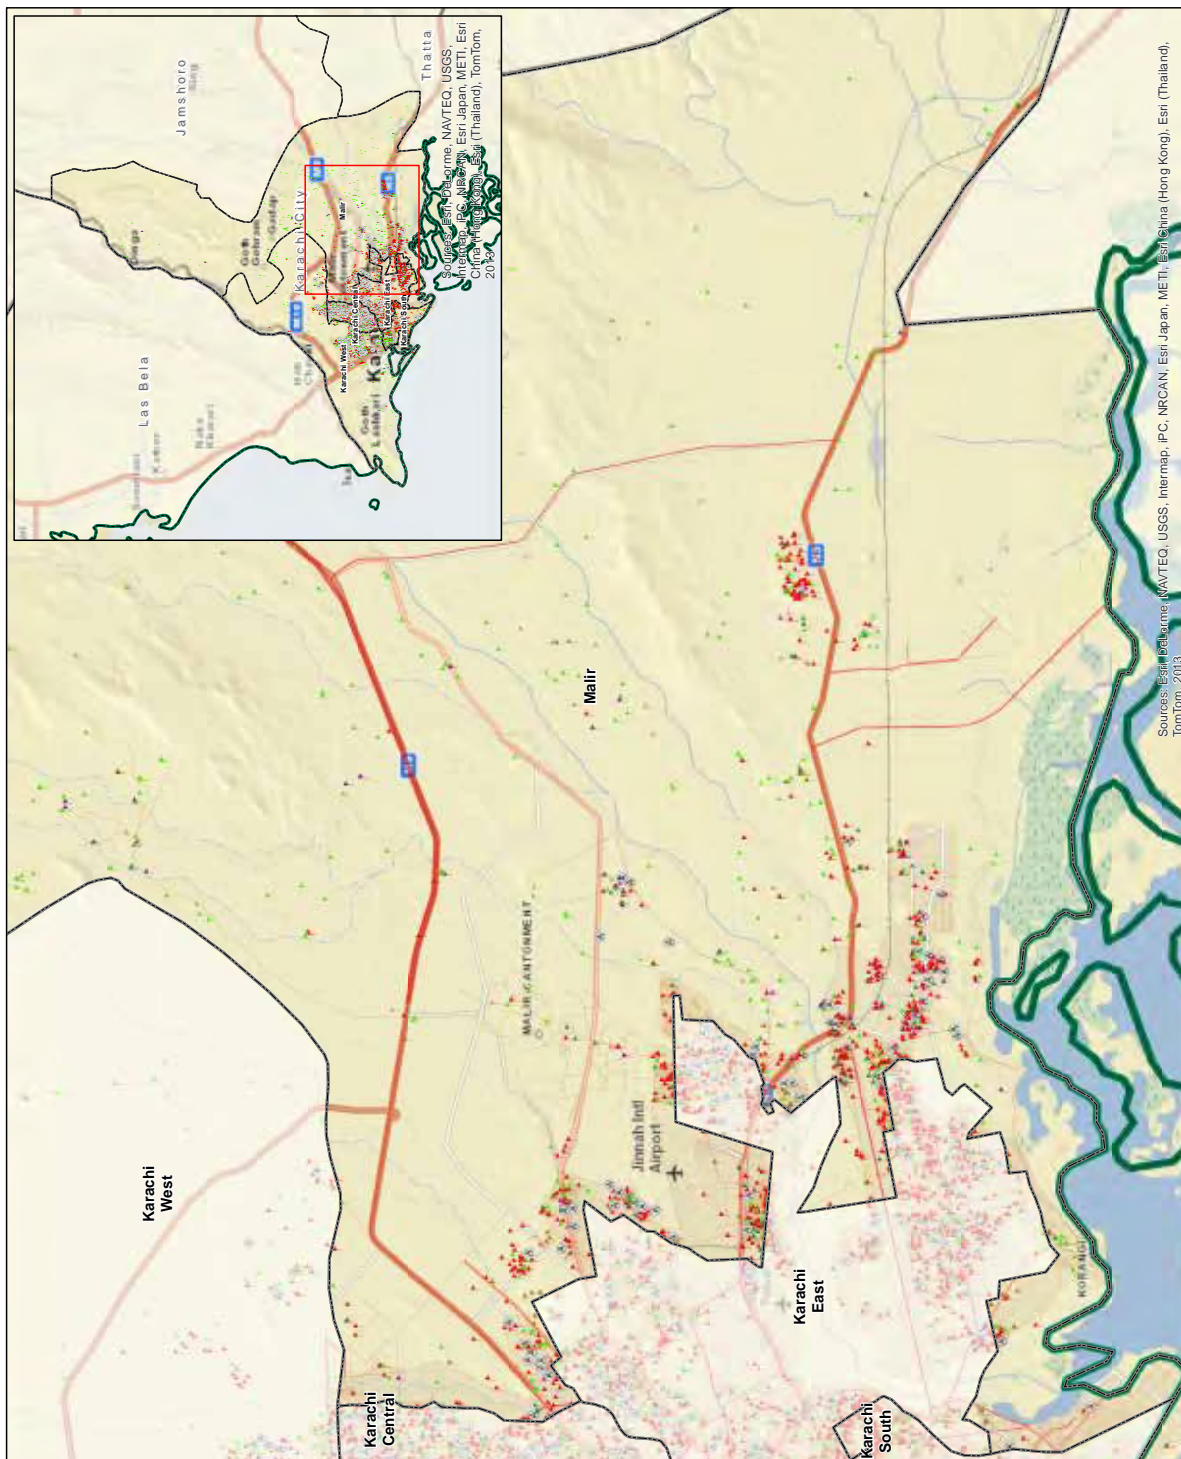 Jamshoro
Thatta
Las Bela
Karachi City
Gadap
Malir
Karachi Central
Karachi East
Karachi South
Karachi West
Goth
Lashkari
Sources: Esri, DeLorme, NAVTEQ, USGS,
Intermap, iPC, NRCAN, Esri Japan, METI, Esri
China (Hong Kong), Esri (Thailand), TomTom,
2013
Malir
MALIR CANTONMENT
Karachi
West
Jinnah Intl
Airport
Karachi
East
Karachi
Central
Karachi
South
KORANGI
Sources: Esri, DeLorme, NAVTEQ, USGS, Intermap, iPC, NRCAN, Esri Japan, METI, Esri China (Hong Kong), Esri (Thailand),
TomTom, 2013